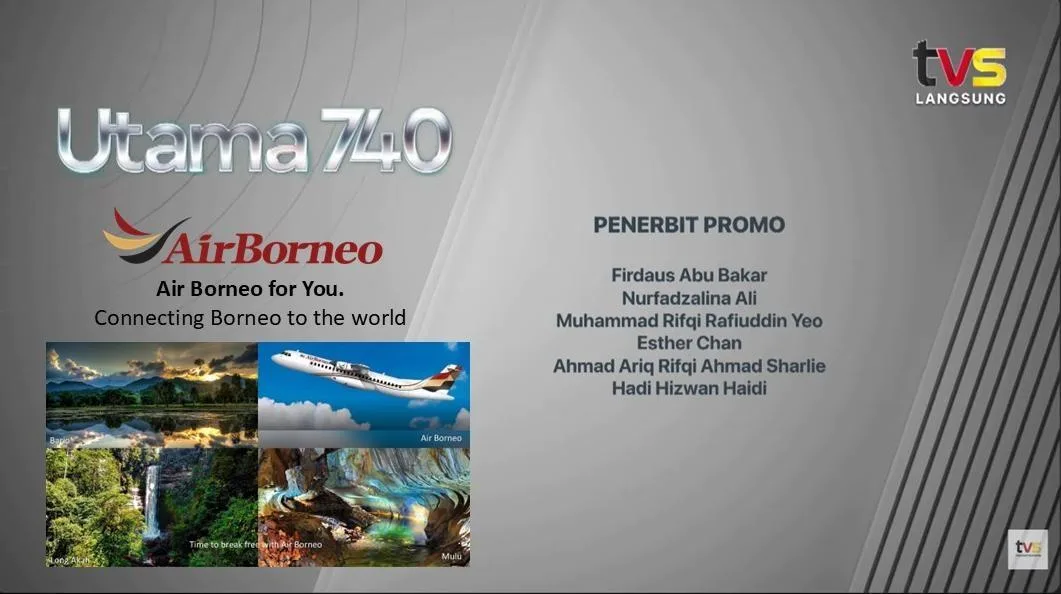 tvs
LANGSUNG
Utama 740
AirBorneo
Air Borneo for You.
Connecting Borneo to the world
Bario
Air Borneo
Long Akah
Time to break free with Air Borneo
Mulu
PENERBIT PROMO
Firdaus Abu Bakar
Nurfadzalina Ali
Muhammad Rifqi Rafiuddin Yeo
Esther Chan
Ahmad Ariq Rifqi Ahmad Sharlie
Hadi Hizwan Haidi
tvs